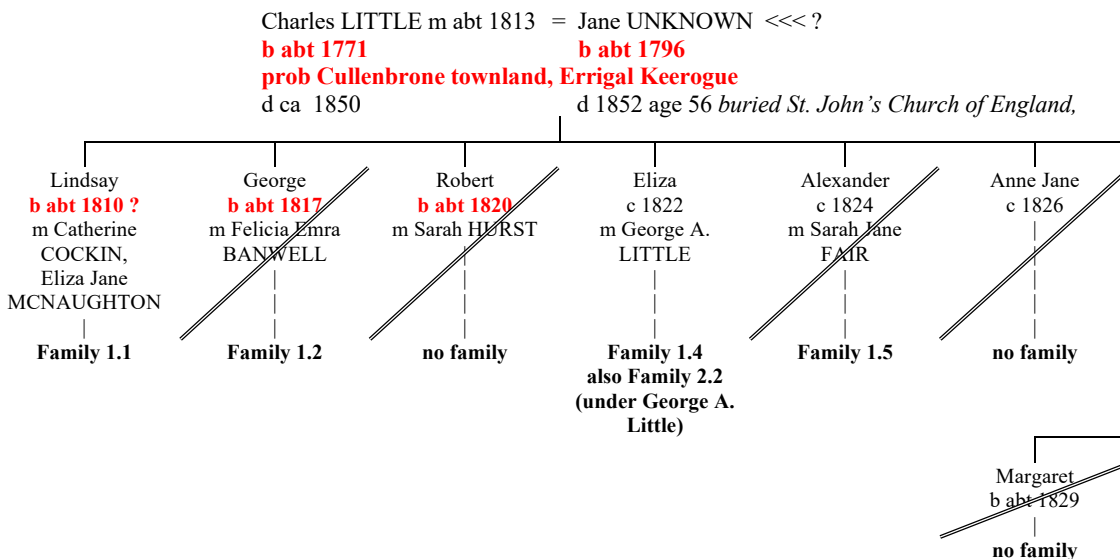 Charles LITTLE m abt 1813 = Jane UNKNOWN <<< ?
b abt 1771 b abt 1796
prob Cullenbrone townland, Errigal Keerogue
d ca 1850 d 1852 age 56 buried St. John's Church of England,
Lindsay
b abt 1810 ?
m Catherine
COCKIN,
Eliza Jane
MCNAUGHTON
Family 1.1
George
b abt 1817
m Felicia Emra
BANWELL
Family 1.2
Robert
b abt 1820
m Sarah HURST
no family
Eliza
c 1822
m George A.
LITTLE
Family 1.4
also Family 2.2
(under George A.
Little)
Alexander
c 1824
m Sarah Jane
FAIR
Family 1.5
Anne Jane
c 1826
no family
Margaret
b abt 1829
no family